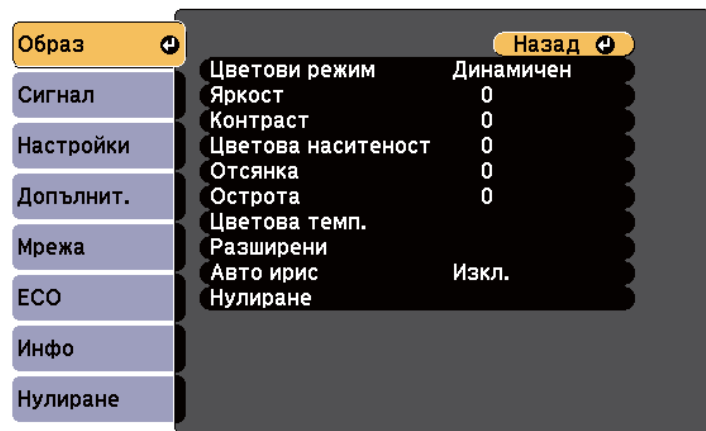 Образ
Сигнал
Настройки
Допълнит.
Мрежа
ECO
Инфо
Нулиране
Назад
Цветови режим Динамичен
Яркост 0
Контраст 0
Цветова наситеност 0
Отсянка 0
Острота 0
Цветова темп.
Разширени
Авто ирис Изкл.
Нулиране